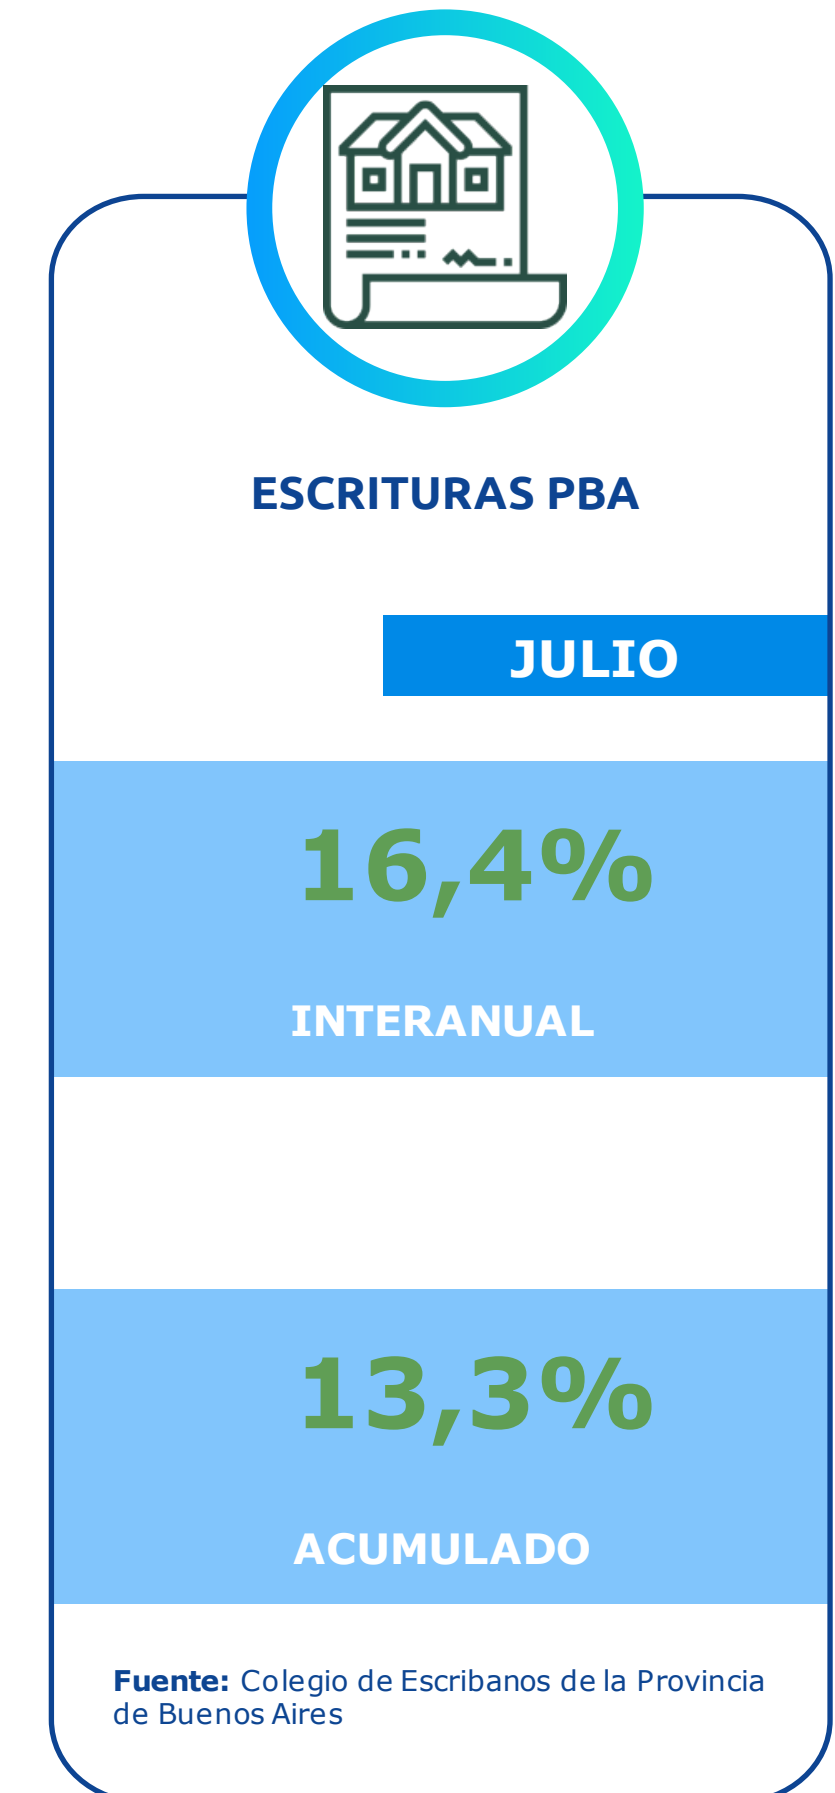 ESCRITURAS PBA
JULIO
16,4%
INTERANUAL
13,3%
ACUMULADO
Fuente: Colegio de Escribanos de la Provincia
de Buenos Aires